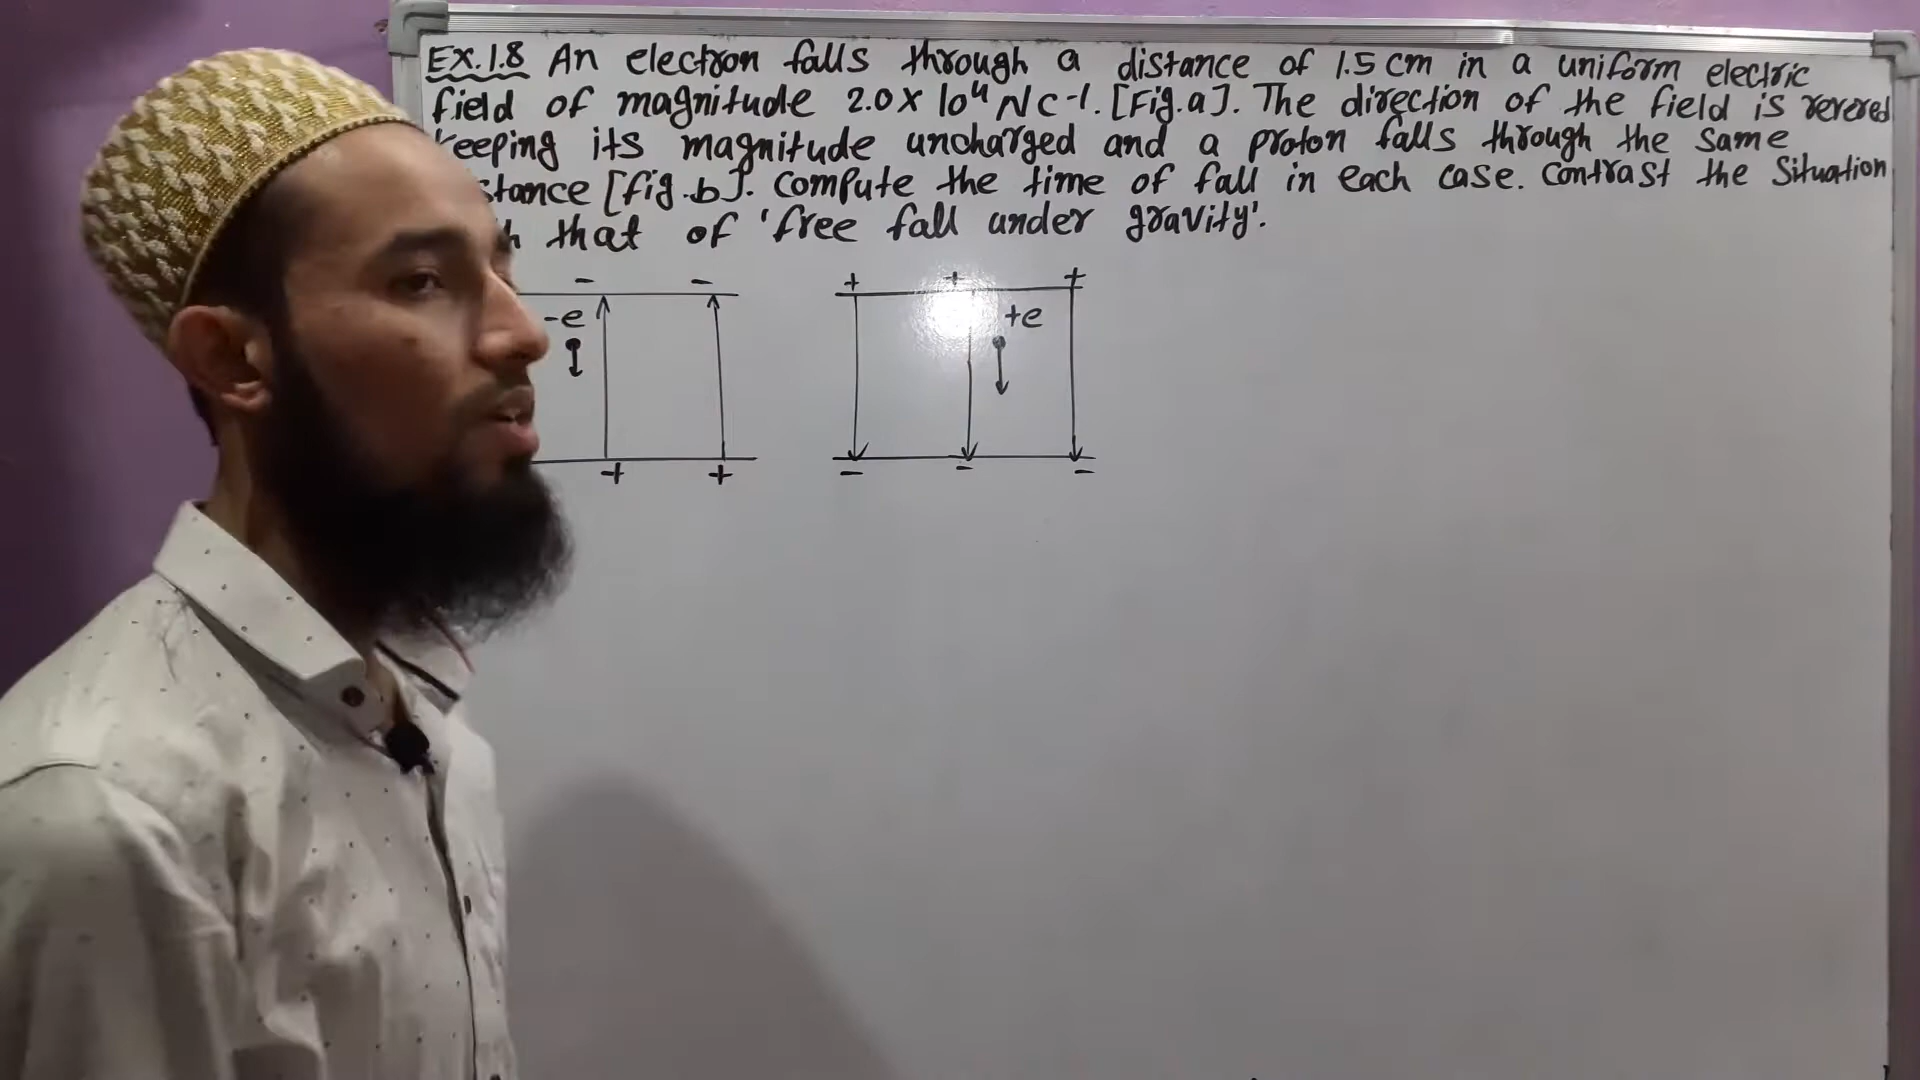 EX.1.8 An electron falls through a distance of 1.5 cm in a uniform electric
field of magnitude 2.0 X 10⁴ N C-1. [Fig.a]. The direction of the field is revered
keeping its magnitude uncharged and a proton falls through the same
stance [fig.b]. Compute the time of fall in each case. Contrast the Situation
h that of 'free fall under gravity'.
- - + + +
-e +e
+ + - - -